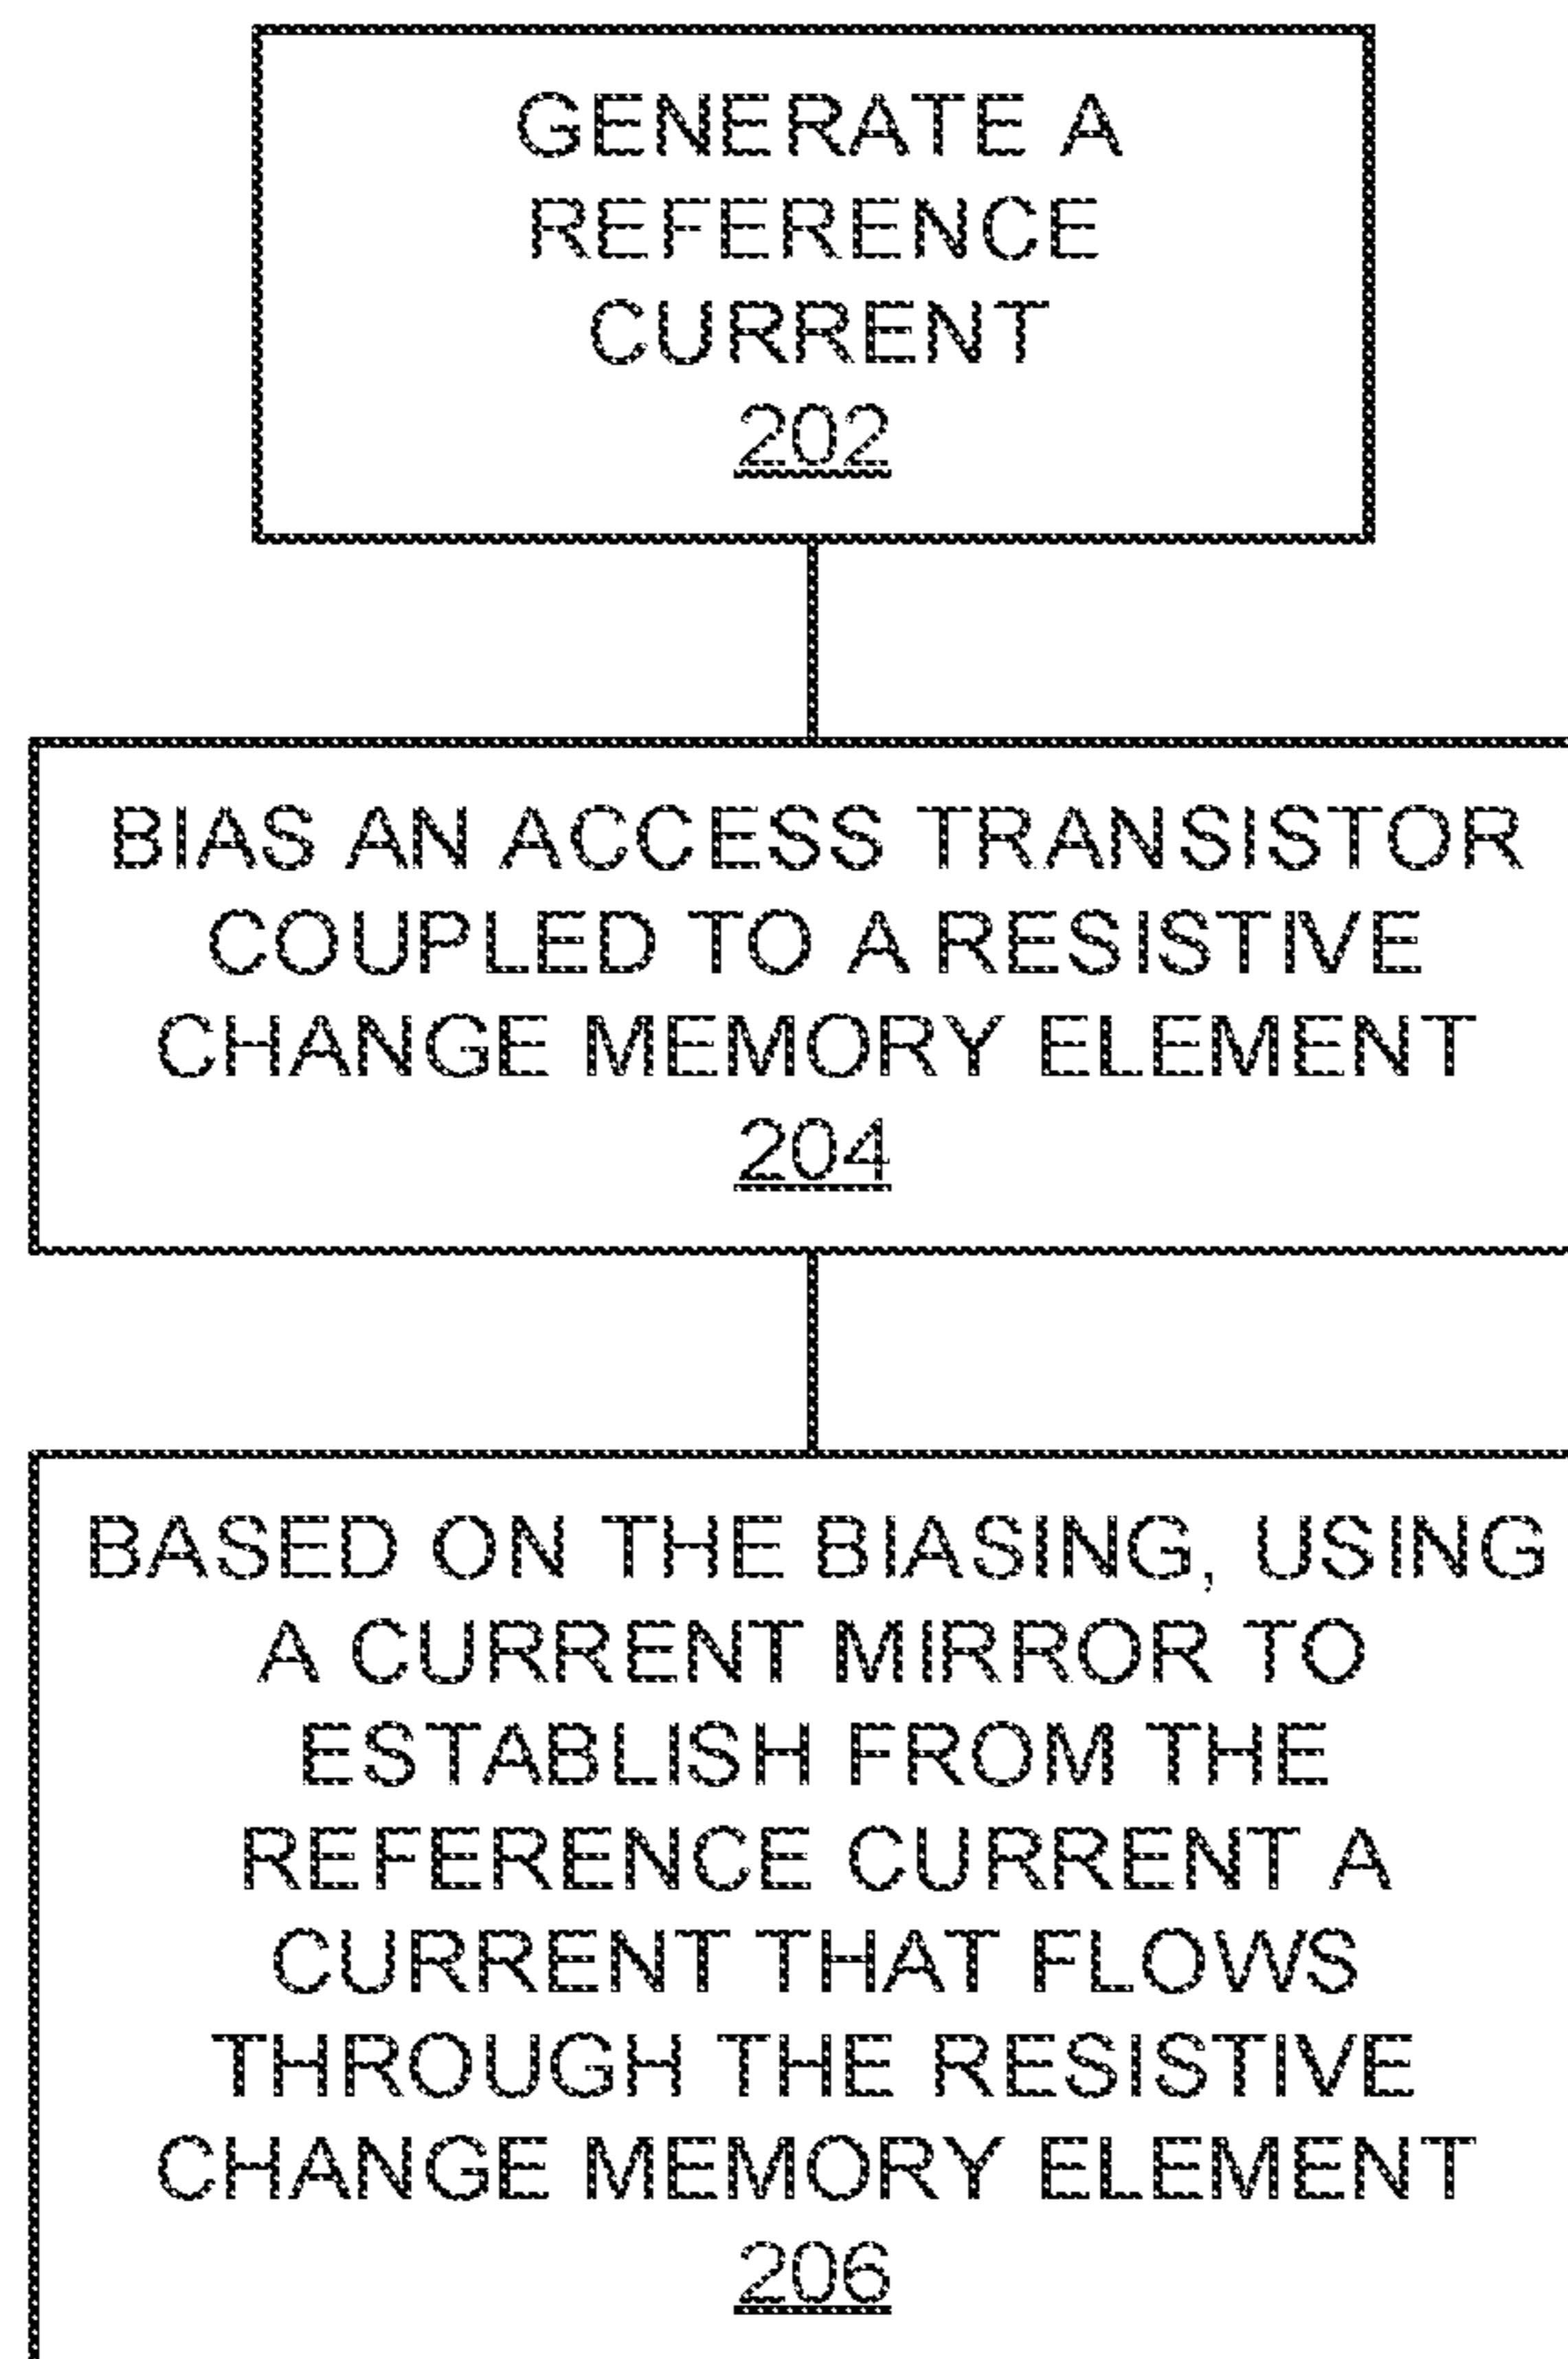 GENERATE A
REFERENCE
CURRENT
202
BIAS AN ACCESS TRANSISTOR
COUPLED TO A RESISTIVE
CHANGE MEMORY ELEMENT
204
BASED ON THE BIASING, USING
A CURRENT MIRROR TO
ESTABLISH FROM THE
REFERENCE CURRENT A
CURRENT THAT FLOWS
THROUGH THE RESISTIVE
CHANGE MEMORY ELEMENT
206